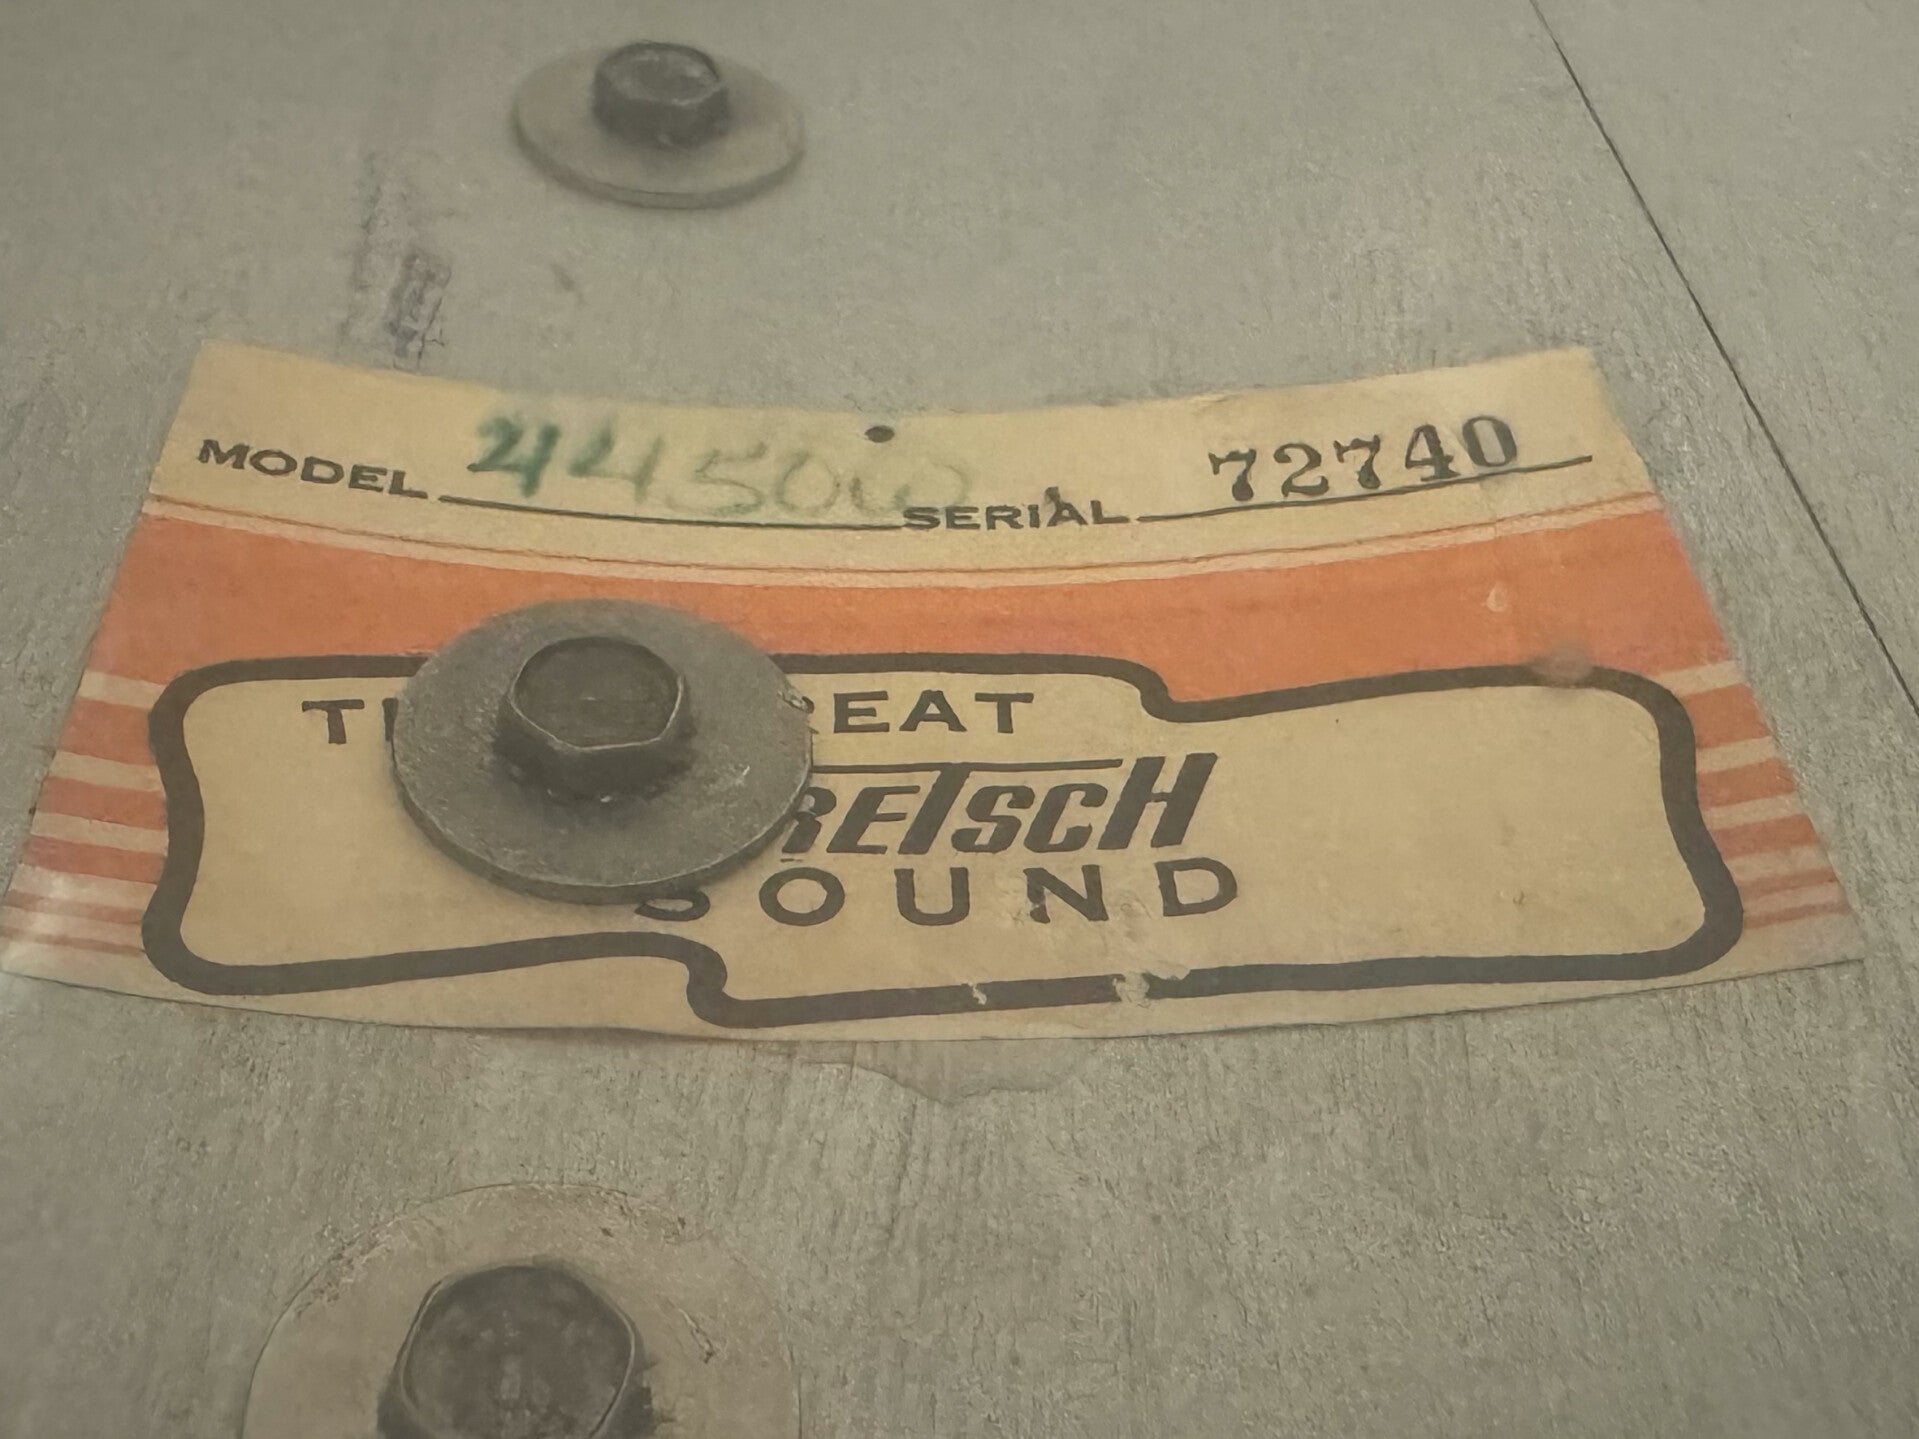 MODEL SERIAL 72740
REAT
RETSCH
SOUND